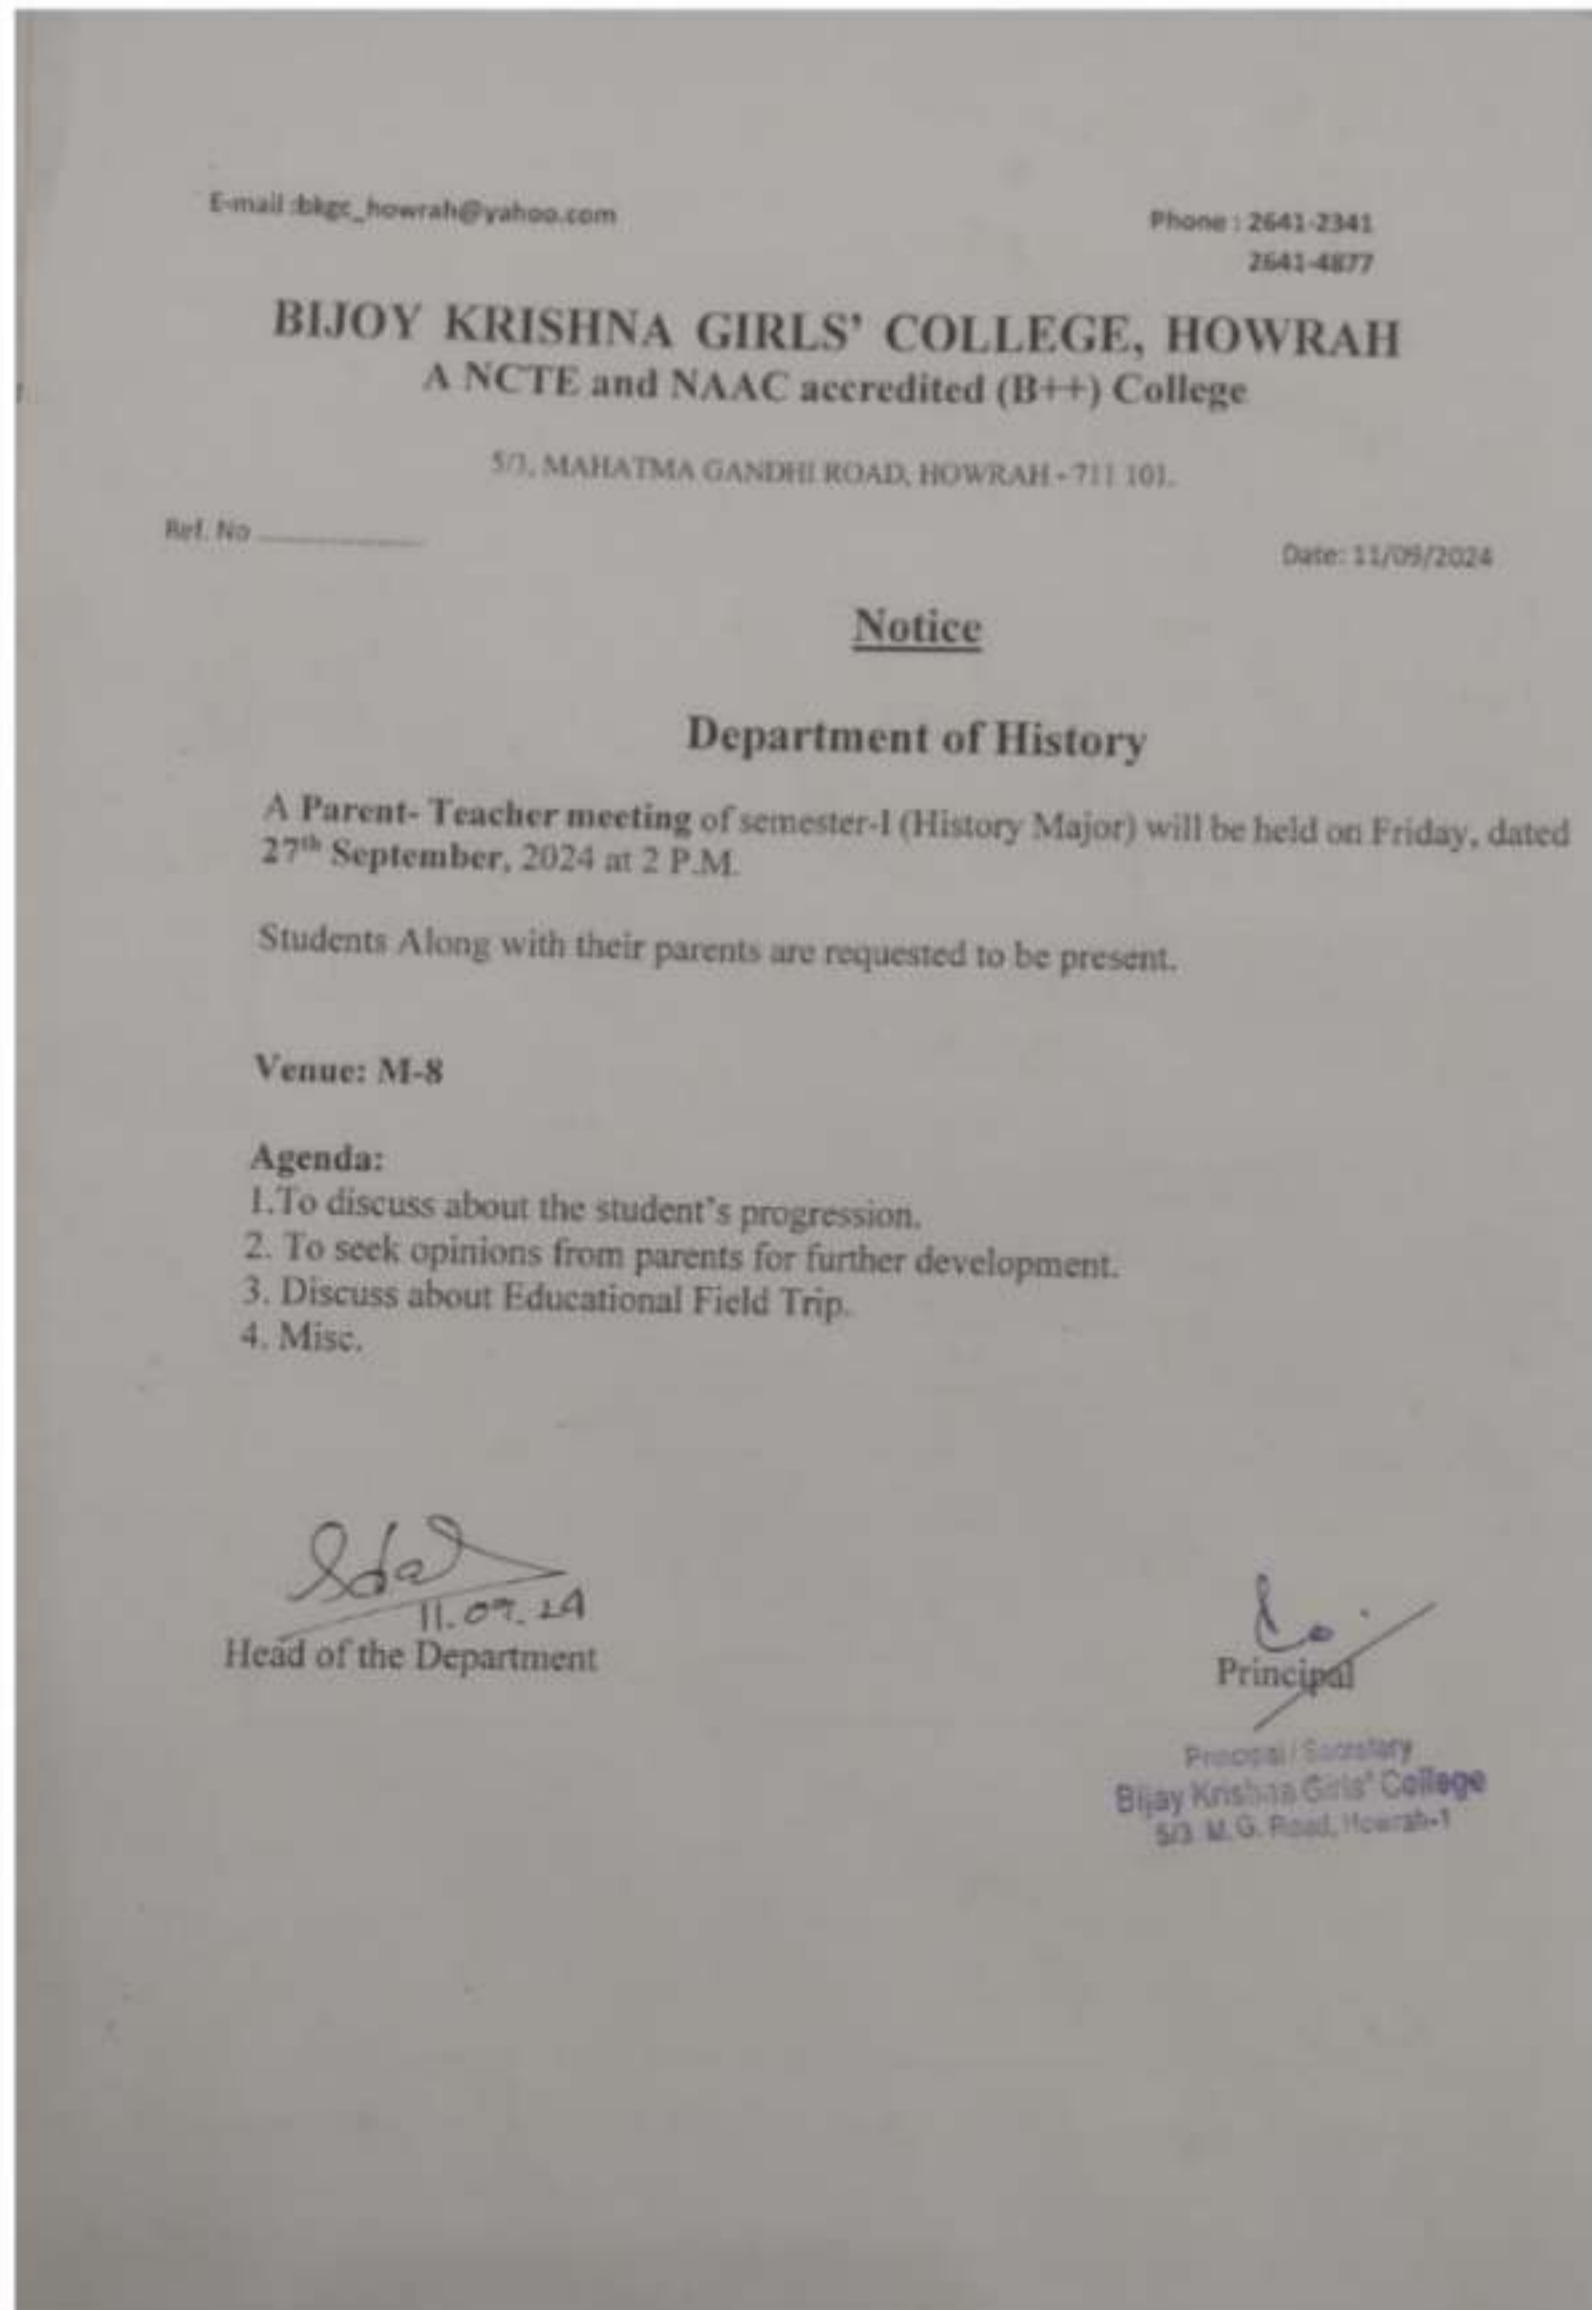 E-mail :bkgc_howrah@yahoo.com
Phone : 2641-2341
2641-4877
BIJOY KRISHNA GIRLS' COLLEGE, HOWRAH
A NCTE and NAAC accredited (B++) College
5/3, MAHATMA GANDHI ROAD, HOWRAH - 711 101.
Ref. No
Date: 11/09/2024
Notice
Department of History
A Parent- Teacher meeting of semester-I (History Major) will be held on Friday, dated
27th September, 2024 at 2 P.M.
Students Along with their parents are requested to be present.
Venue: M-8
Agenda:
1.To discuss about the student's progression.
2. To seek opinions from parents for further development.
3. Discuss about Educational Field Trip.
4. Misc.
11.09.24
Head of the Department
Principal
Principal / Secretary
Bijay Krishna Girls' College
5/3 M. G. Road, Howrah-1